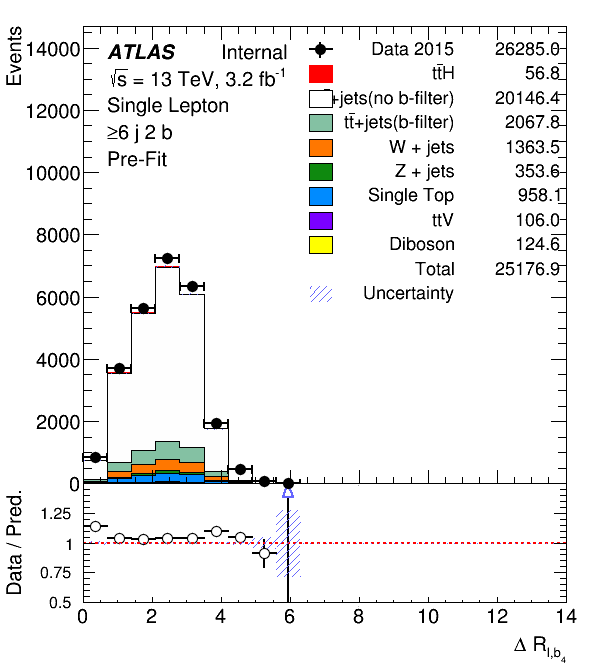 Events
14000
12000
10000
8000
6000
4000
2000
0
ATLAS Internal
√s = 13 TeV, 3.2 fb⁻¹
Single Lepton
≥6 j 2 b
Pre-Fit
Data 2015 26285.0
tt̄H 56.8
+jets(no b-filter) 20146.4
tt̄+jets(b-filter) 2067.8
W + jets 1363.5
Z + jets 353.6
Single Top 958.1
ttV 106.0
Diboson 124.6
Total 25176.9
Uncertainty
Data / Pred.
1.25
1
0.75
0.5
0 2 4 6 8 10 12 14
Δ R_{l,b_4}